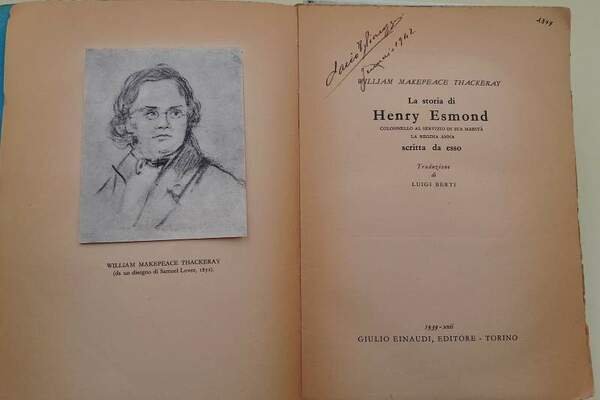 WILLIAM MAKEPEACE THACKERAY
(da un disegno di Samuel Lover, 1851).
1942
WILLIAM MAKEPEACE THACKERAY
La storia di
Henry Esmond
COLONNELLO AL SERVIZIO DI SUA MAESTÀ
LA REGINA ANNA
scritta da esso
Traduzione
di
LUIGI BERTI
1939-XVII
GIULIO EINAUDI, EDITORE - TORINO